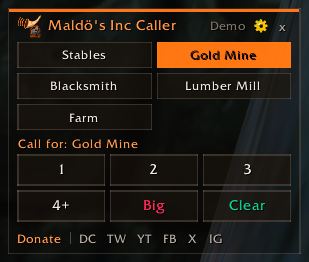 Maldö's Inc Caller Demo x
Stables Gold Mine
Blacksmith Lumber Mill
Farm
Call for: Gold Mine
1 2 3
4+ Big Clear
Donate | DC TW YT FB X IG